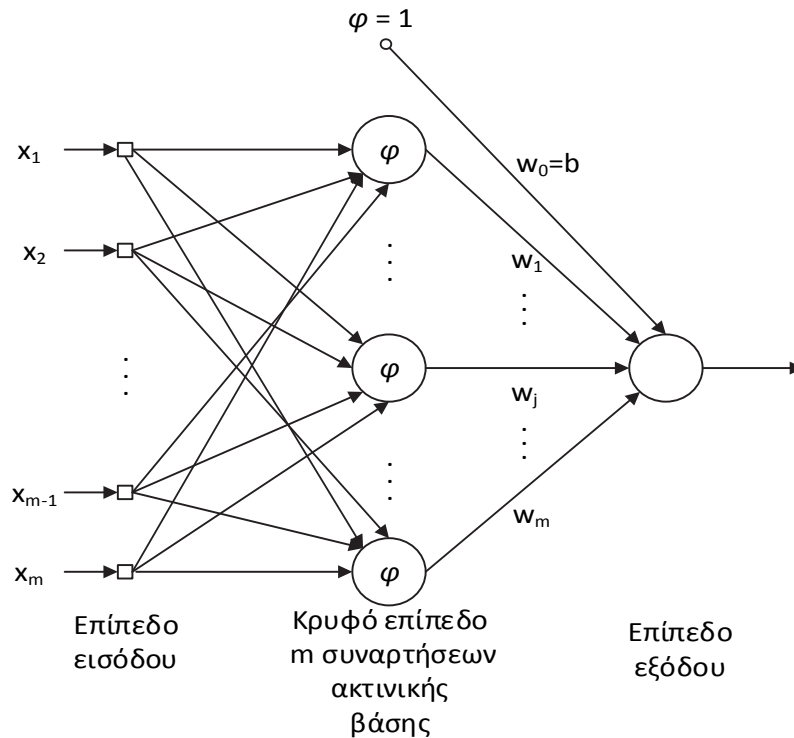 φ = 1
x1
φ
w0=b
x2
w1
φ
wj
xm-1
wm
xm
φ
Επίπεδο
εισόδου
Κρυφό επίπεδο
m συναρτήσεων
ακτινικής
βάσης
Επίπεδο
εξόδου